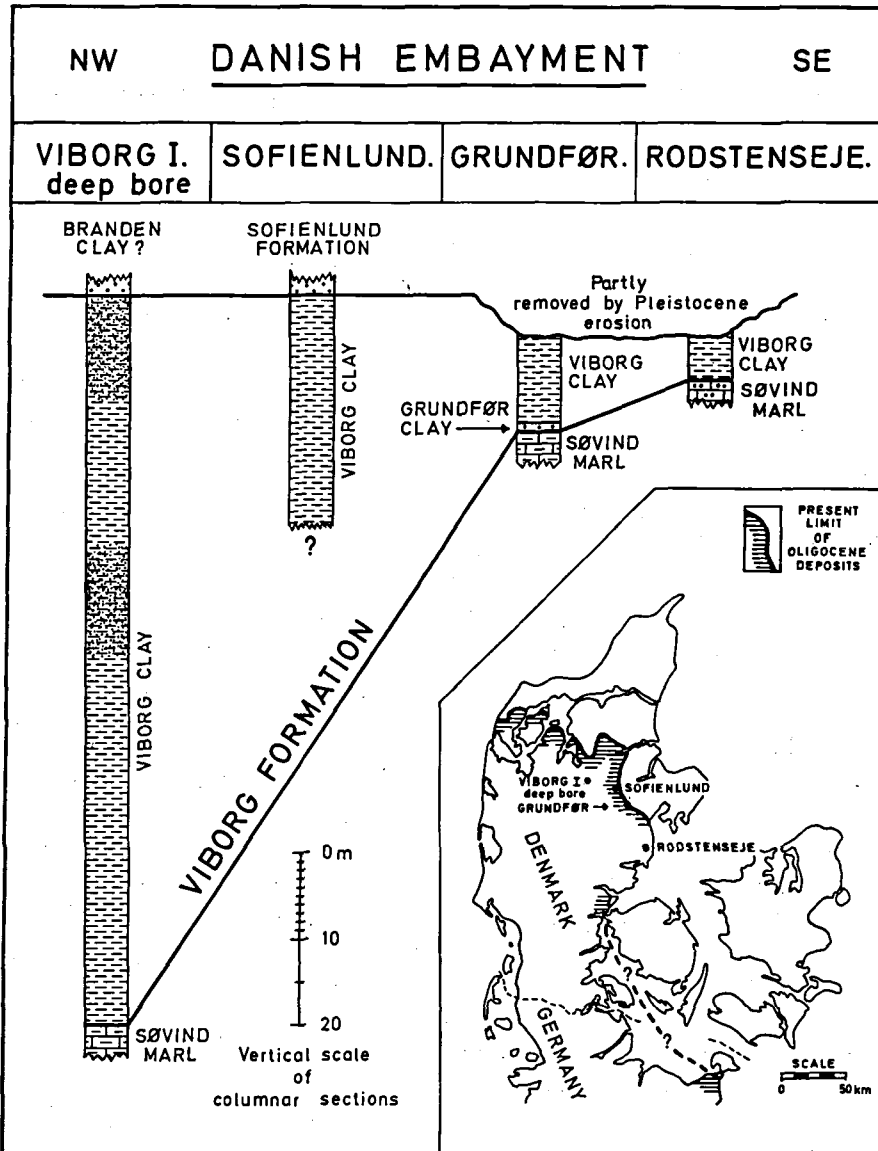 NW
DANISH EMBAYMENT
SE
VIBORG I.
deep bore
SOFIENLUND.
GRUNDFØR.
RODSTENSEJE.
BRANDEN
CLAY ?
SOFIENLUND
FORMATION
Partly
removed by Pleistocene
erosion
VIBORG CLAY
VIBORG CLAY
VIBORG
CLAY
VIBORG
CLAY
GRUNDFØR
CLAY
SØVIND
MARL
SØVIND
MARL
?
VIBORG FORMATION
SØVIND
MARL
0 m
10
20
Vertical scale
of
columnar sections
PRESENT
LIMIT
OF
OLIGOCENE
DEPOSITS
VIBORG I
deep bore
GRUNDFØR
SOFIENLUND
RODSTENSEJE
DENMARK
GERMANY
?
?
SCALE
0 50 km